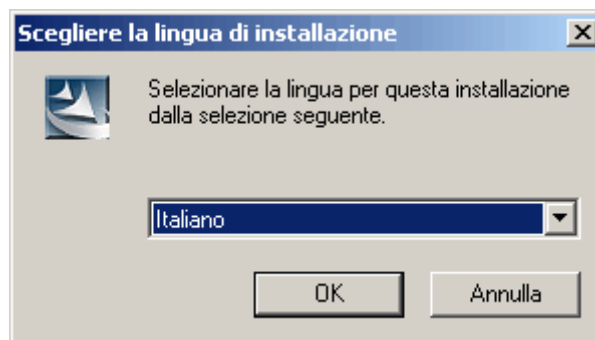 Scegliere la lingua di installazione
Selezionare la lingua per questa installazione
dalla selezione seguente.
Italiano
OK
Annulla